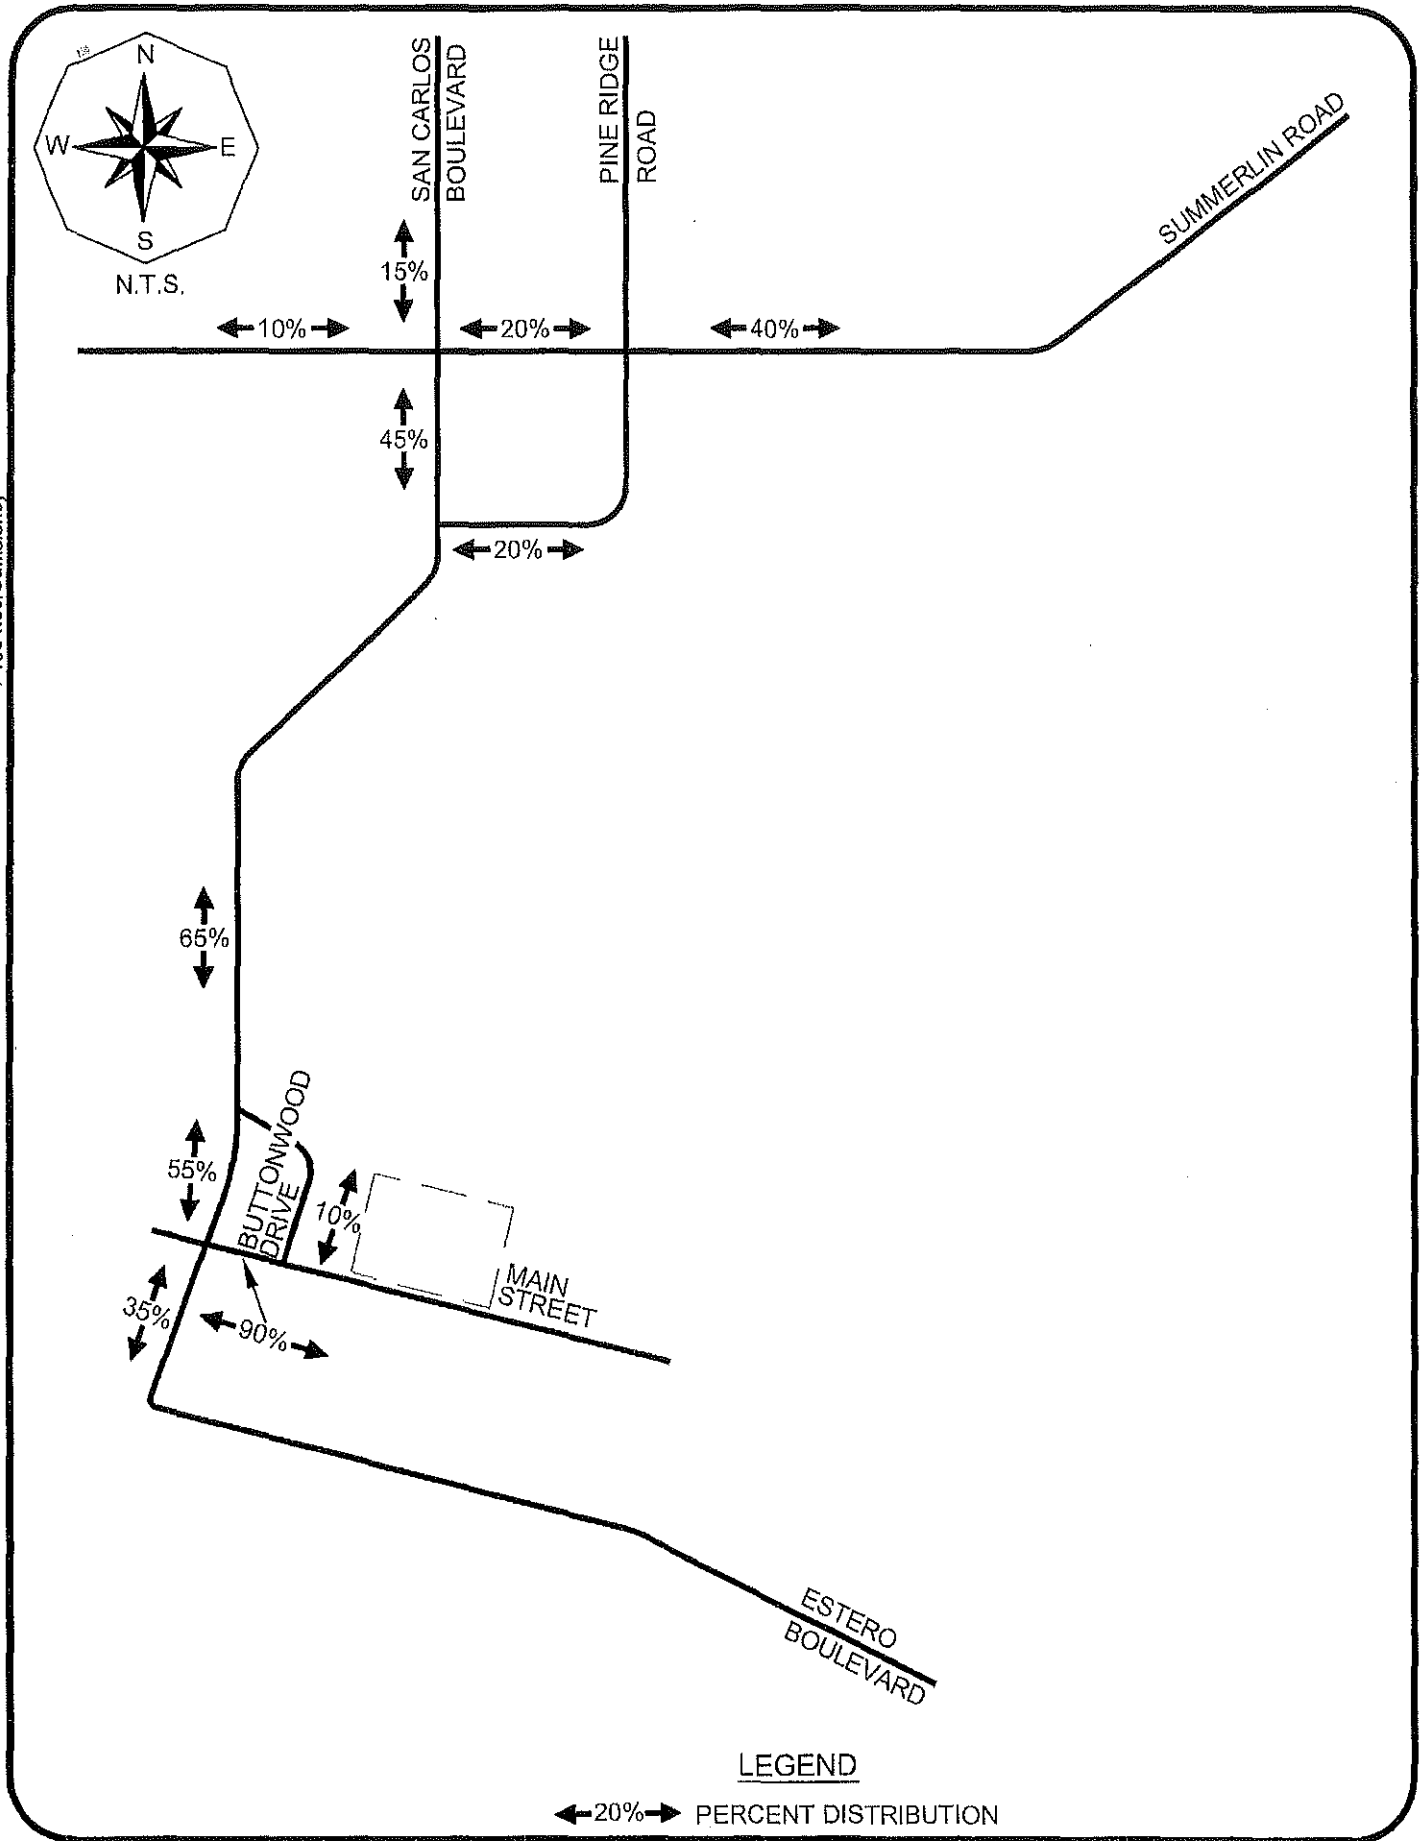 N
W
E
S
N.T.S.
SAN CARLOS
BOULEVARD
PINE RIDGE
ROAD
SUMMERLIN ROAD
15%
10%
20%
40%
45%
20%
65%
55%
BUTTONWOOD
DRIVE
10%
MAIN
STREET
35%
90%
ESTERO
BOULEVARD
LEGEND
20% PERCENT DISTRIBUTION